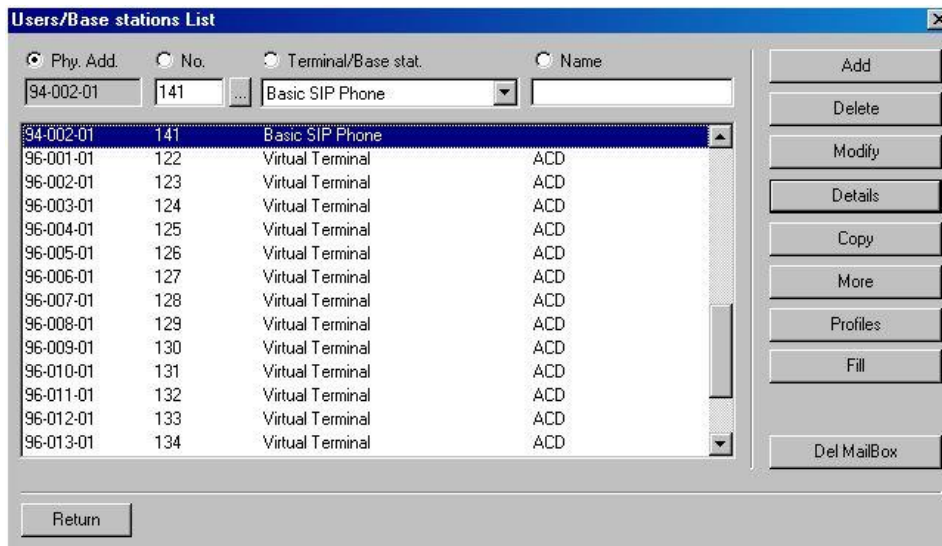 Users/Base stations List
Phy. Add. No. Terminal/Base stat. Name
94-002-01 141 ... Basic SIP Phone
94-002-01 141 Basic SIP Phone
96-001-01 122 Virtual Terminal ACD
96-002-01 123 Virtual Terminal ACD
96-003-01 124 Virtual Terminal ACD
96-004-01 125 Virtual Terminal ACD
96-005-01 126 Virtual Terminal ACD
96-006-01 127 Virtual Terminal ACD
96-007-01 128 Virtual Terminal ACD
96-008-01 129 Virtual Terminal ACD
96-009-01 130 Virtual Terminal ACD
96-010-01 131 Virtual Terminal ACD
96-011-01 132 Virtual Terminal ACD
96-012-01 133 Virtual Terminal ACD
96-013-01 134 Virtual Terminal ACD
Add
Delete
Modify
Details
Copy
More
Profiles
Fill
Del MailBox
Return